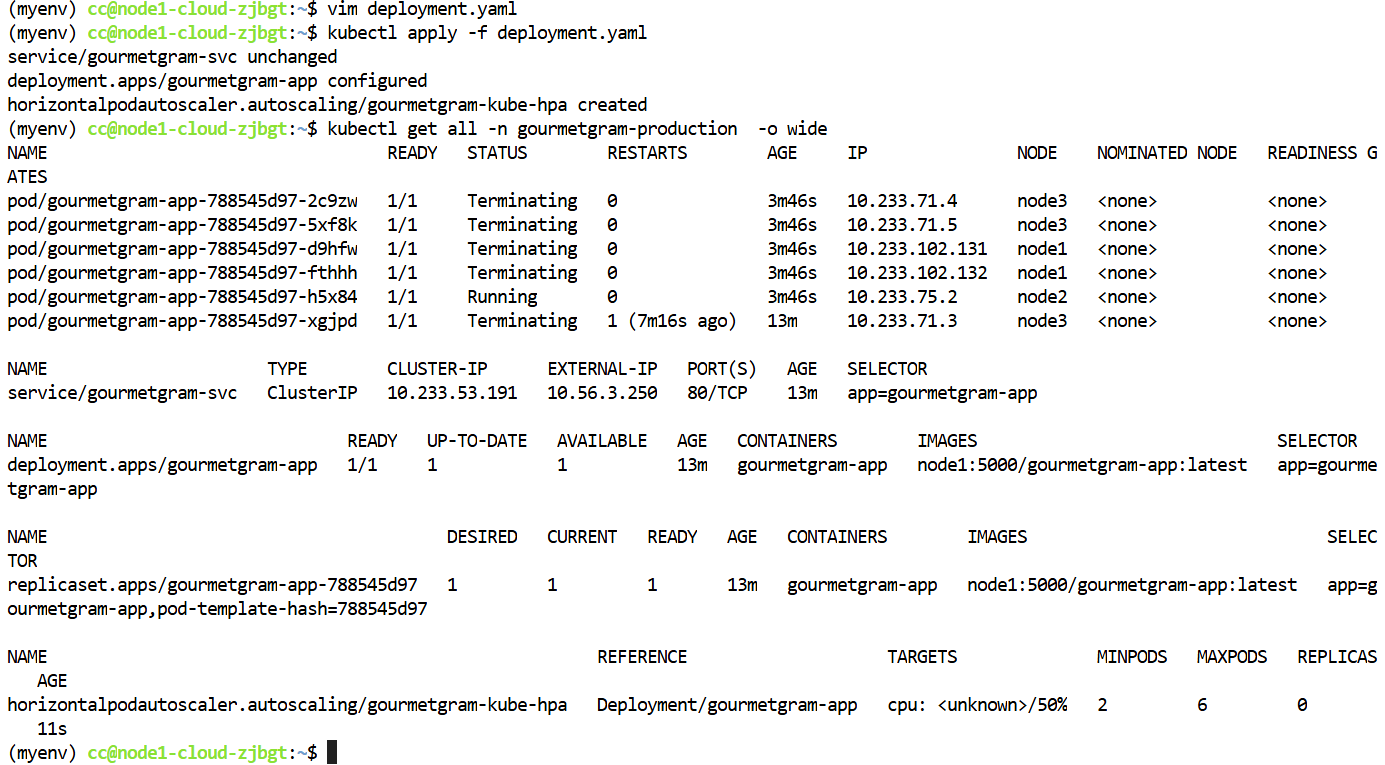 (myenv) cc@node1-cloud-zjbgt:~$ vim deployment.yaml
(myenv) cc@node1-cloud-zjbgt:~$ kubectl apply -f deployment.yaml
service/gourmetgram-svc unchanged
deployment.apps/gourmetgram-app configured
horizontalpodautoscaler.autoscaling/gourmetgram-kube-hpa created
(myenv) cc@node1-cloud-zjbgt:~$ kubectl get all -n gourmetgram-production  -o wide
NAME                                  READY   STATUS        RESTARTS        AGE     IP               NODE    NOMINATED NODE   READINESS G
ATES
pod/gourmetgram-app-788545d97-2c9zw   1/1     Terminating   0               3m46s   10.233.71.4      node3   <none>           <none>
pod/gourmetgram-app-788545d97-5xf8k   1/1     Terminating   0               3m46s   10.233.71.5      node3   <none>           <none>
pod/gourmetgram-app-788545d97-d9hfw   1/1     Terminating   0               3m46s   10.233.102.131   node1   <none>           <none>
pod/gourmetgram-app-788545d97-fthhh   1/1     Terminating   0               3m46s   10.233.102.132   node1   <none>           <none>
pod/gourmetgram-app-788545d97-h5x84   1/1     Running       0               3m46s   10.233.75.2      node2   <none>           <none>
pod/gourmetgram-app-788545d97-xgjpd   1/1     Terminating   1 (7m16s ago)   13m     10.233.71.3      node3   <none>           <none>

NAME                      TYPE        CLUSTER-IP      EXTERNAL-IP   PORT(S)   AGE   SELECTOR
service/gourmetgram-svc   ClusterIP   10.233.53.191   10.56.3.250   80/TCP    13m   app=gourmetgram-app

NAME                              READY   UP-TO-DATE   AVAILABLE   AGE   CONTAINERS        IMAGES                              SELECTOR
deployment.apps/gourmetgram-app   1/1     1            1           13m   gourmetgram-app   node1:5000/gourmetgram-app:latest   app=gourme
tgram-app

NAME                                        DESIRED   CURRENT   READY   AGE   CONTAINERS        IMAGES                              SELEC
TOR
replicaset.apps/gourmetgram-app-788545d97   1         1         1       13m   gourmetgram-app   node1:5000/gourmetgram-app:latest   app=g
ourmetgram-app,pod-template-hash=788545d97

NAME                                                       REFERENCE                    TARGETS              MINPODS   MAXPODS   REPLICAS
   AGE
horizontalpodautoscaler.autoscaling/gourmetgram-kube-hpa   Deployment/gourmetgram-app   cpu: <unknown>/50%   2         6         0
   11s
(myenv) cc@node1-cloud-zjbgt:~$